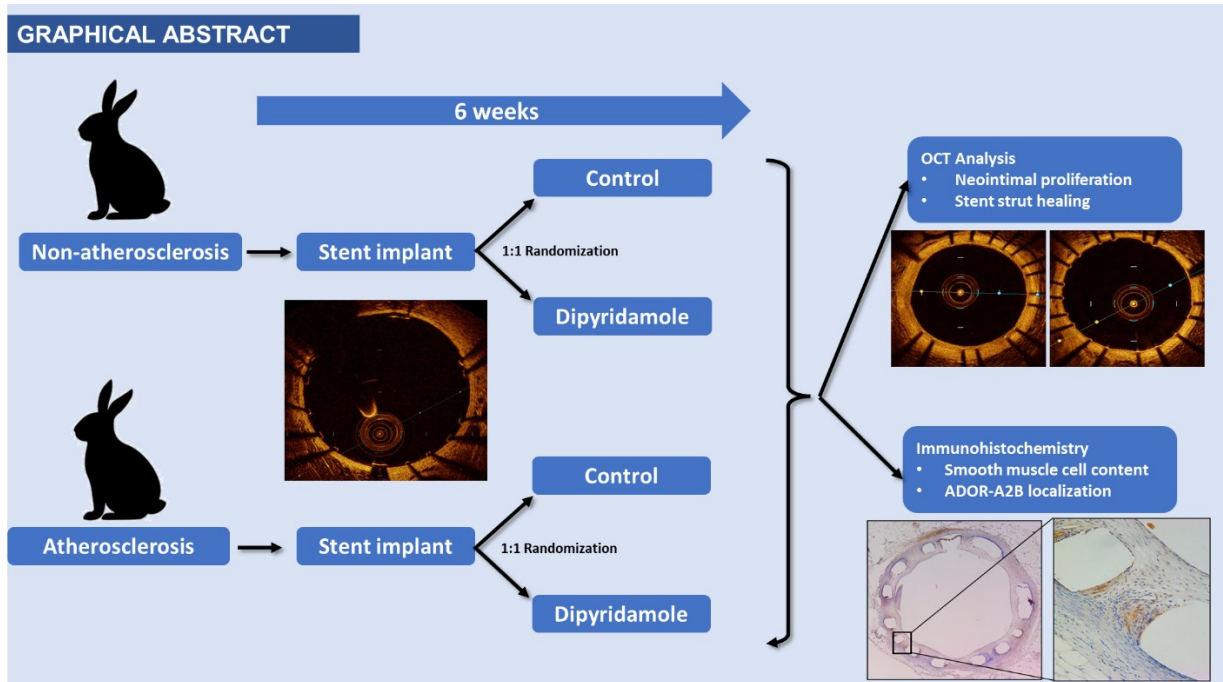 GRAPHICAL ABSTRACT
6 weeks
Non-atherosclerosis
Stent implant
Control
1:1 Randomization
Dipyridamole
Atherosclerosis
Stent implant
Control
1:1 Randomization
Dipyridamole
OCT Analysis
• Neointimal proliferation
• Stent strut healing
Immunohistochemistry
• Smooth muscle cell content
• ADOR-A2B localization